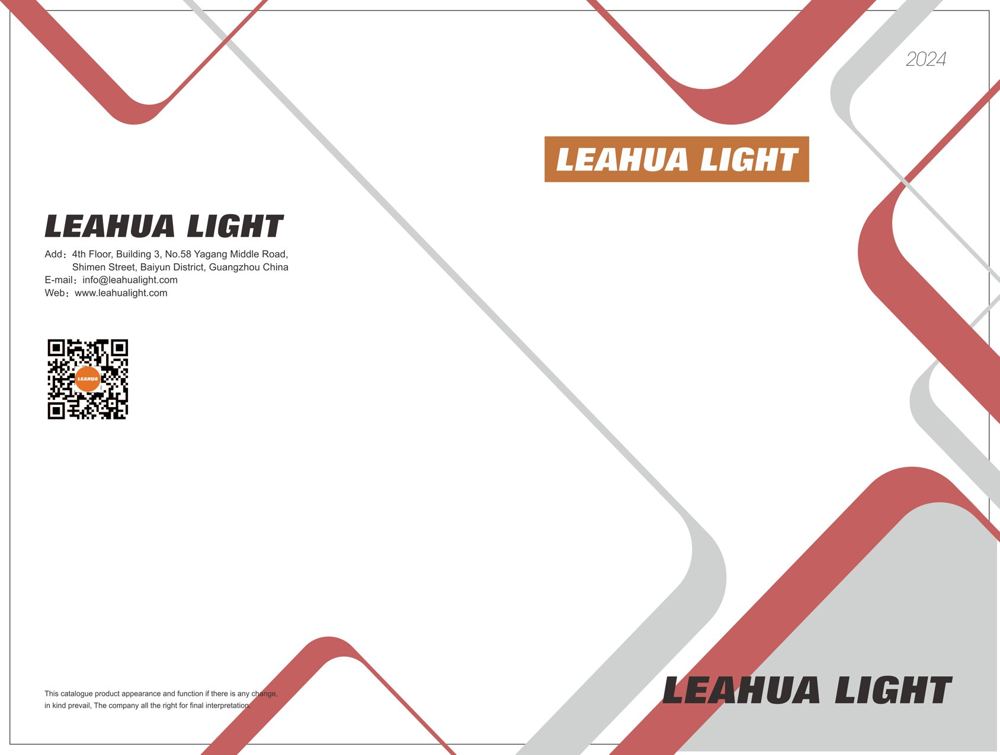 2024
LEAHUA LIGHT
LEAHUA LIGHT
Add：4th Floor, Building 3, No.58 Yagang Middle Road,
Shimen Street, Baiyun District, Guangzhou China
E-mail：info@leahualight.com
Web：www.leahualight.com
LEAHUA
This catalogue product appearance and function if there is any change,
in kind prevail, The company all the right for final interpretation.
LEAHUA LIGHT